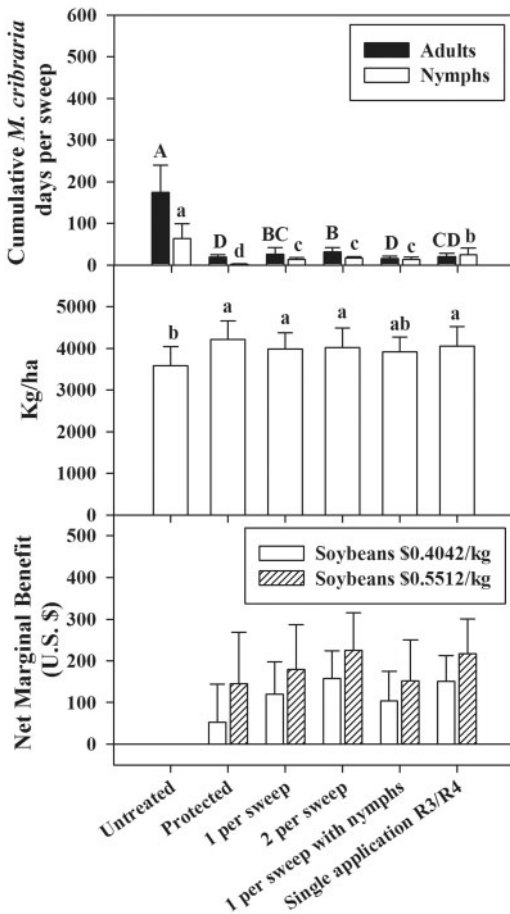 Cumulative M. cribraria
days per sweep
600
500
400
300
200
100
0
Adults
Nymphs
A
a
D
d
BC
c
B
c
D
c
CD
b
Kg/ha
5000
4000
3000
2000
1000
0
b
a
a
a
ab
a
Net Marginal Benefit
(U.S. $)
500
400
300
200
100
0
Soybeans $0.4042/kg
Soybeans $0.5512/kg
Untreated
Protected
1 per sweep
2 per sweep
1 per sweep with nymphs
Single application R3/R4